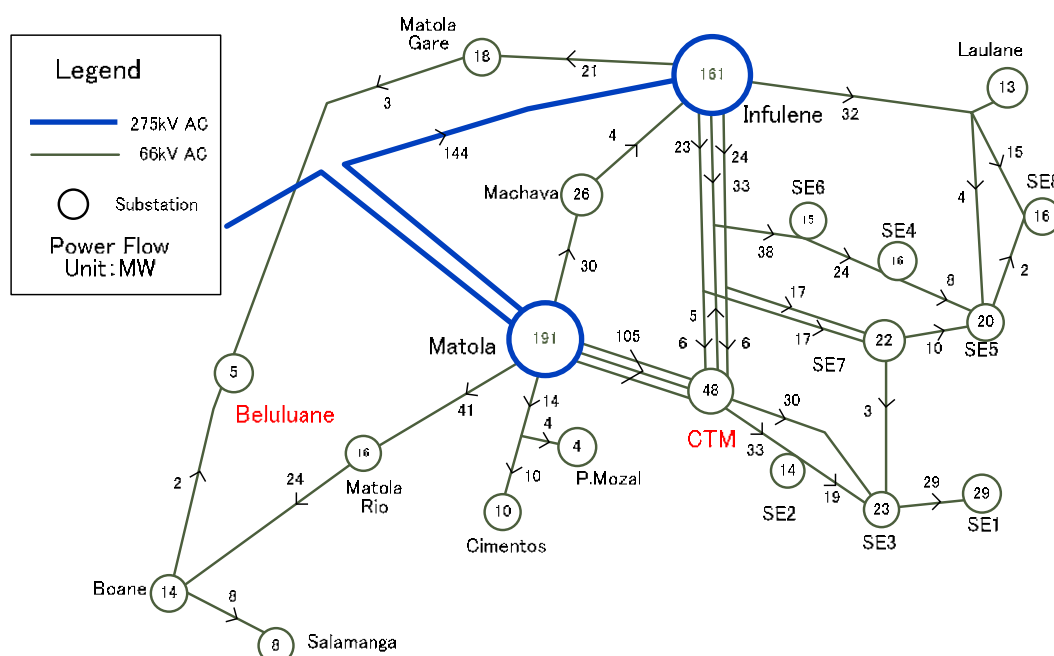 Legend
275kV AC
66kV AC
Substation
Power Flow
Unit:MW
Matola
Gare
18
21
3
161
Infulene
Laulane
13
32
144
4
23
24
33
15
SE8
16
4
2
Machava
26
30
SE6
15
38
SE4
16
24
8
20
SE5
17
17
5
6
6
22
SE7
10
3
191
Matola
105
48
CTM
30
33
14
SE2
19
23
SE3
29
29
SE1
5
Beluluane
41
14
4
4
P.Mozal
10
10
Cimentos
16
Matola
Rio
24
2
Boane
14
8
8
Salamanga